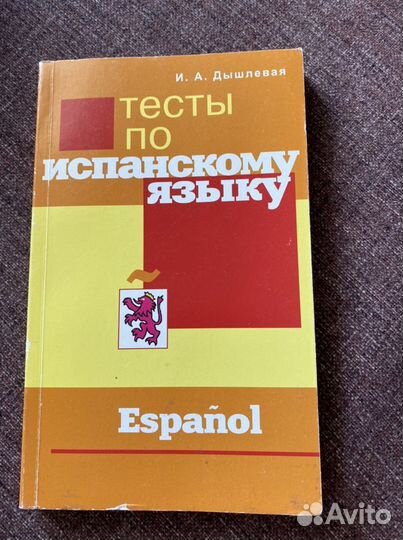 И. А. Дышлевая
тесты
по
испанскому
языку
~
Español
Avito